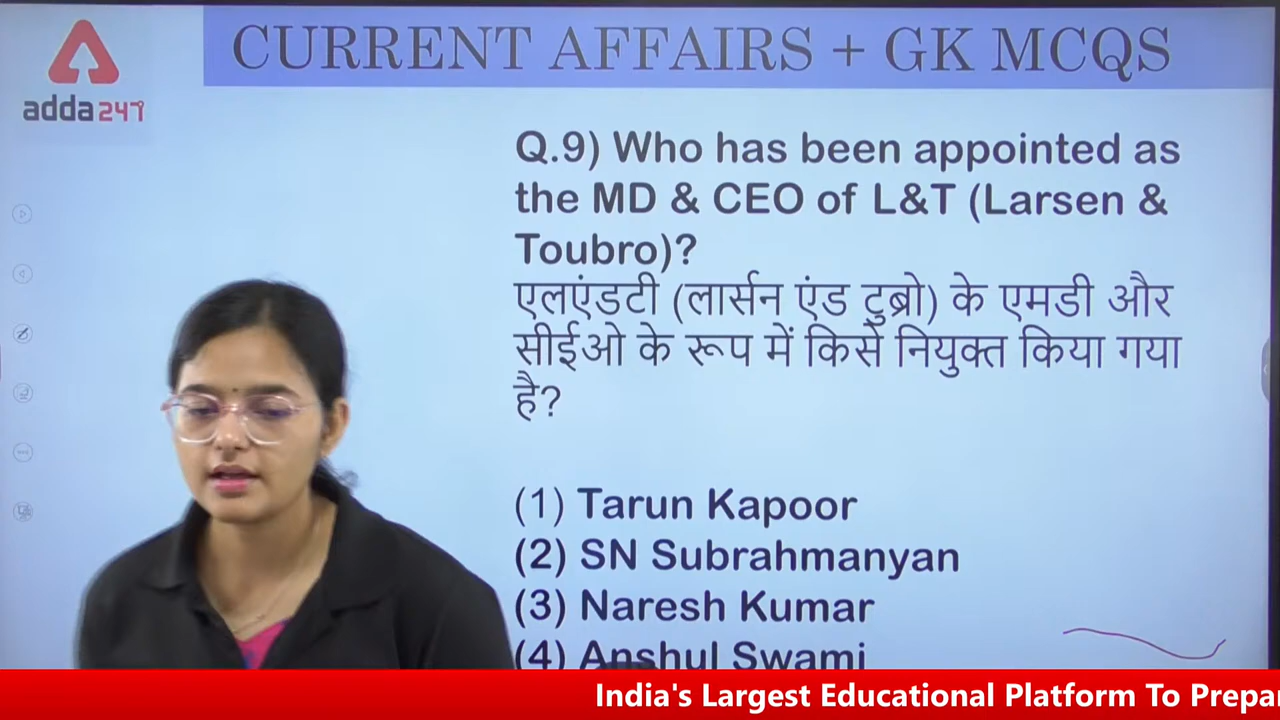 CURRENT AFFAIRS + GK MCQS
adda247
Q.9) Who has been appointed as
the MD & CEO of L&T (Larsen &
Toubro)?
एलएंडटी (लार्सन एंड टुब्रो) के एमडी और
सीईओ के रूप में किसे नियुक्त किया गया
है?
(1) Tarun Kapoor
(2) SN Subrahmanyan
(3) Naresh Kumar
(4) Anshul Swami
India's Largest Educational Platform To Prepa